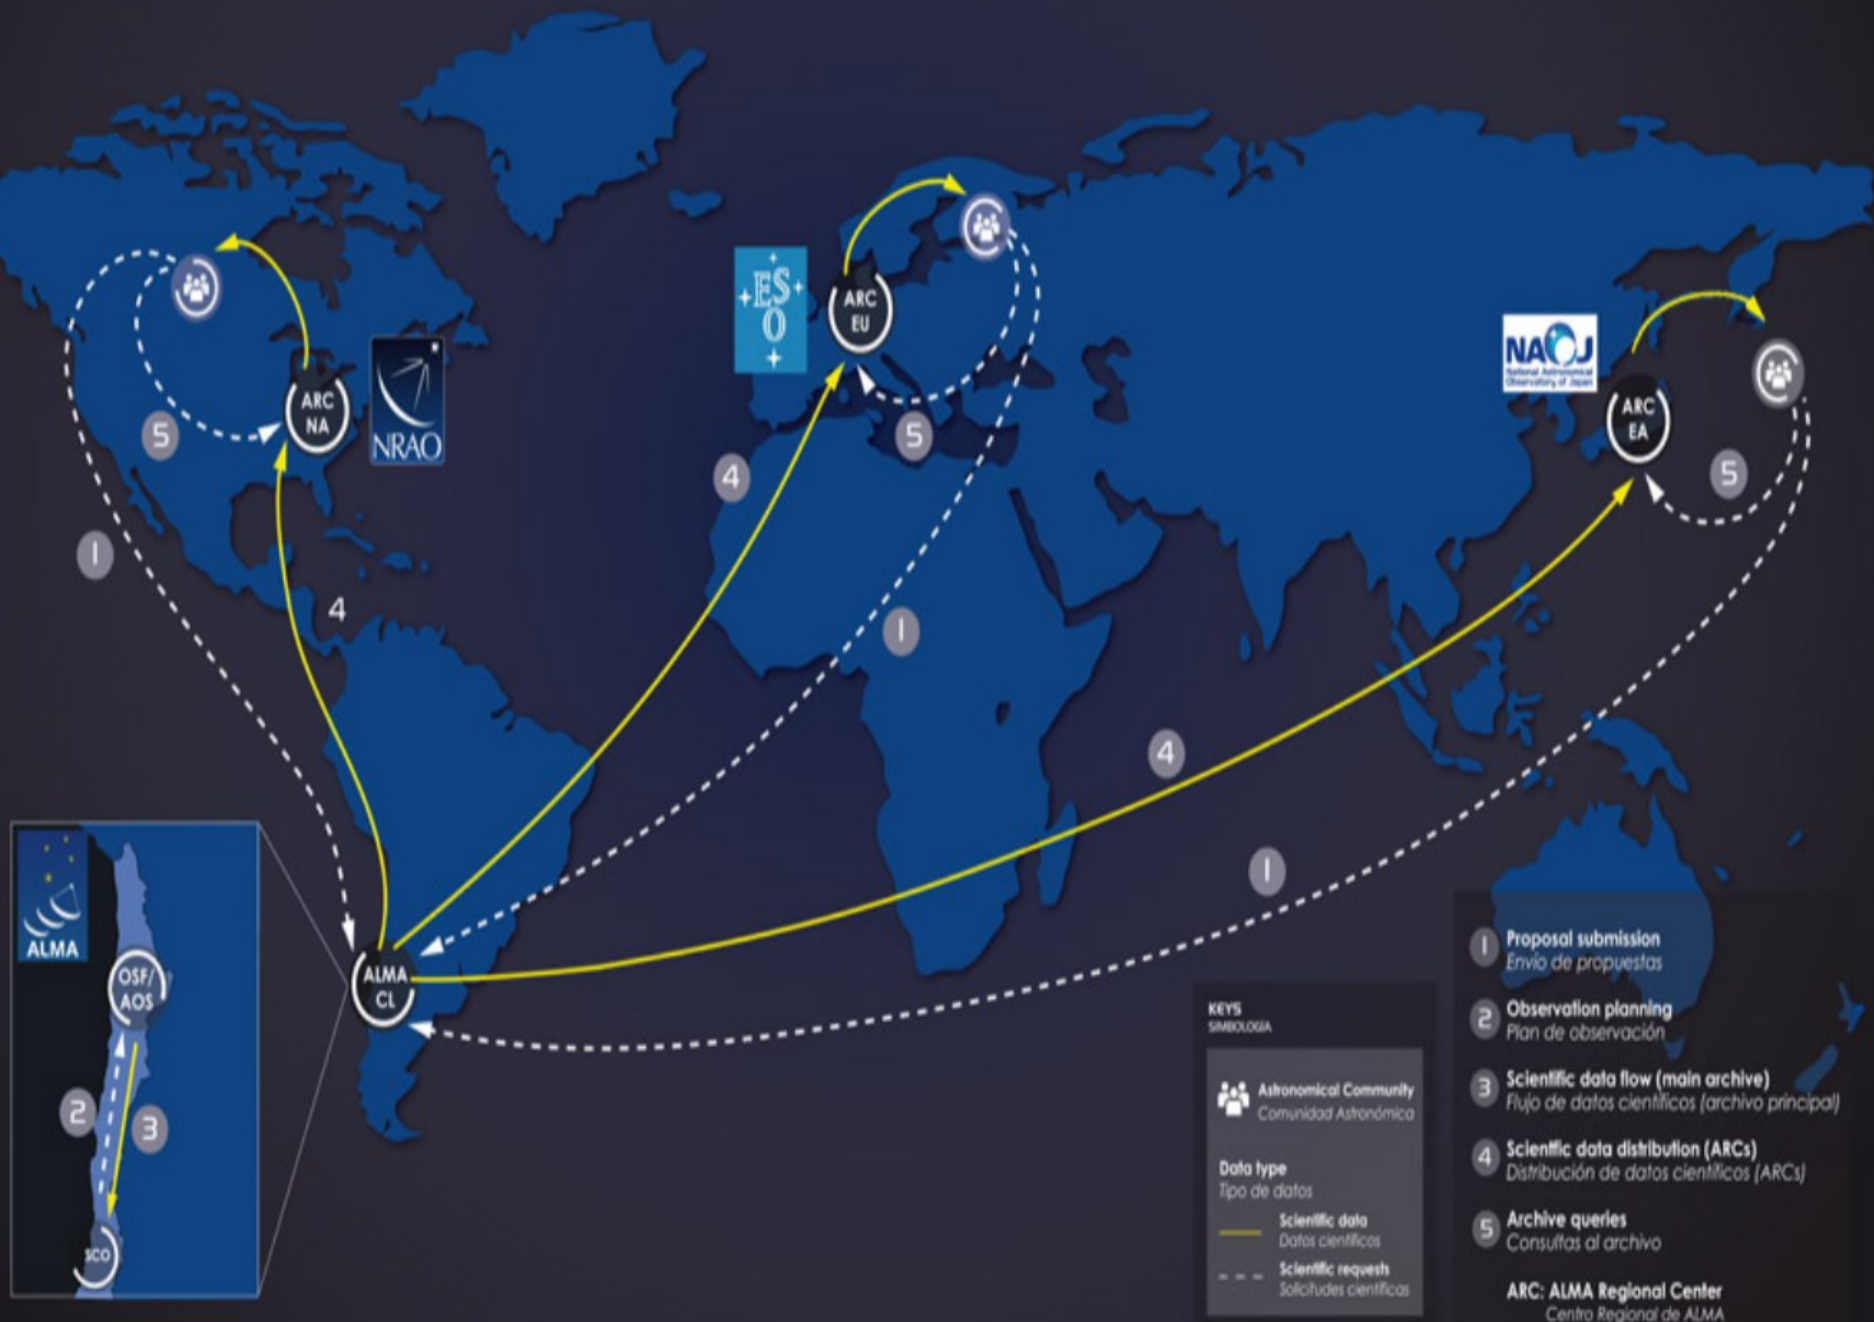 ES
O
ARC
EU
NAOJ
National Astronomical
Observatory of Japan
ARC
NA
NRAO
ARC
EA
5
5
5
4
1
4
1
4
1
ALMA
OSF/
AOS
2
3
SCO
ALMA
CL
KEYS
SIMBOLOGÍA
Astronomical Community
Comunidad Astronómica
Data type
Tipo de datos
Scientific data
Datos científicos
Scientific requests
Solicitudes científicas
1 Proposal submission
Envío de propuestas
2 Observation planning
Plan de observación
3 Scientific data flow (main archive)
Flujo de datos científicos (archivo principal)
4 Scientific data distribution (ARCs)
Distribución de datos científicos (ARCs)
5 Archive queries
Consultas al archivo
ARC: ALMA Regional Center
Centro Regional de ALMA